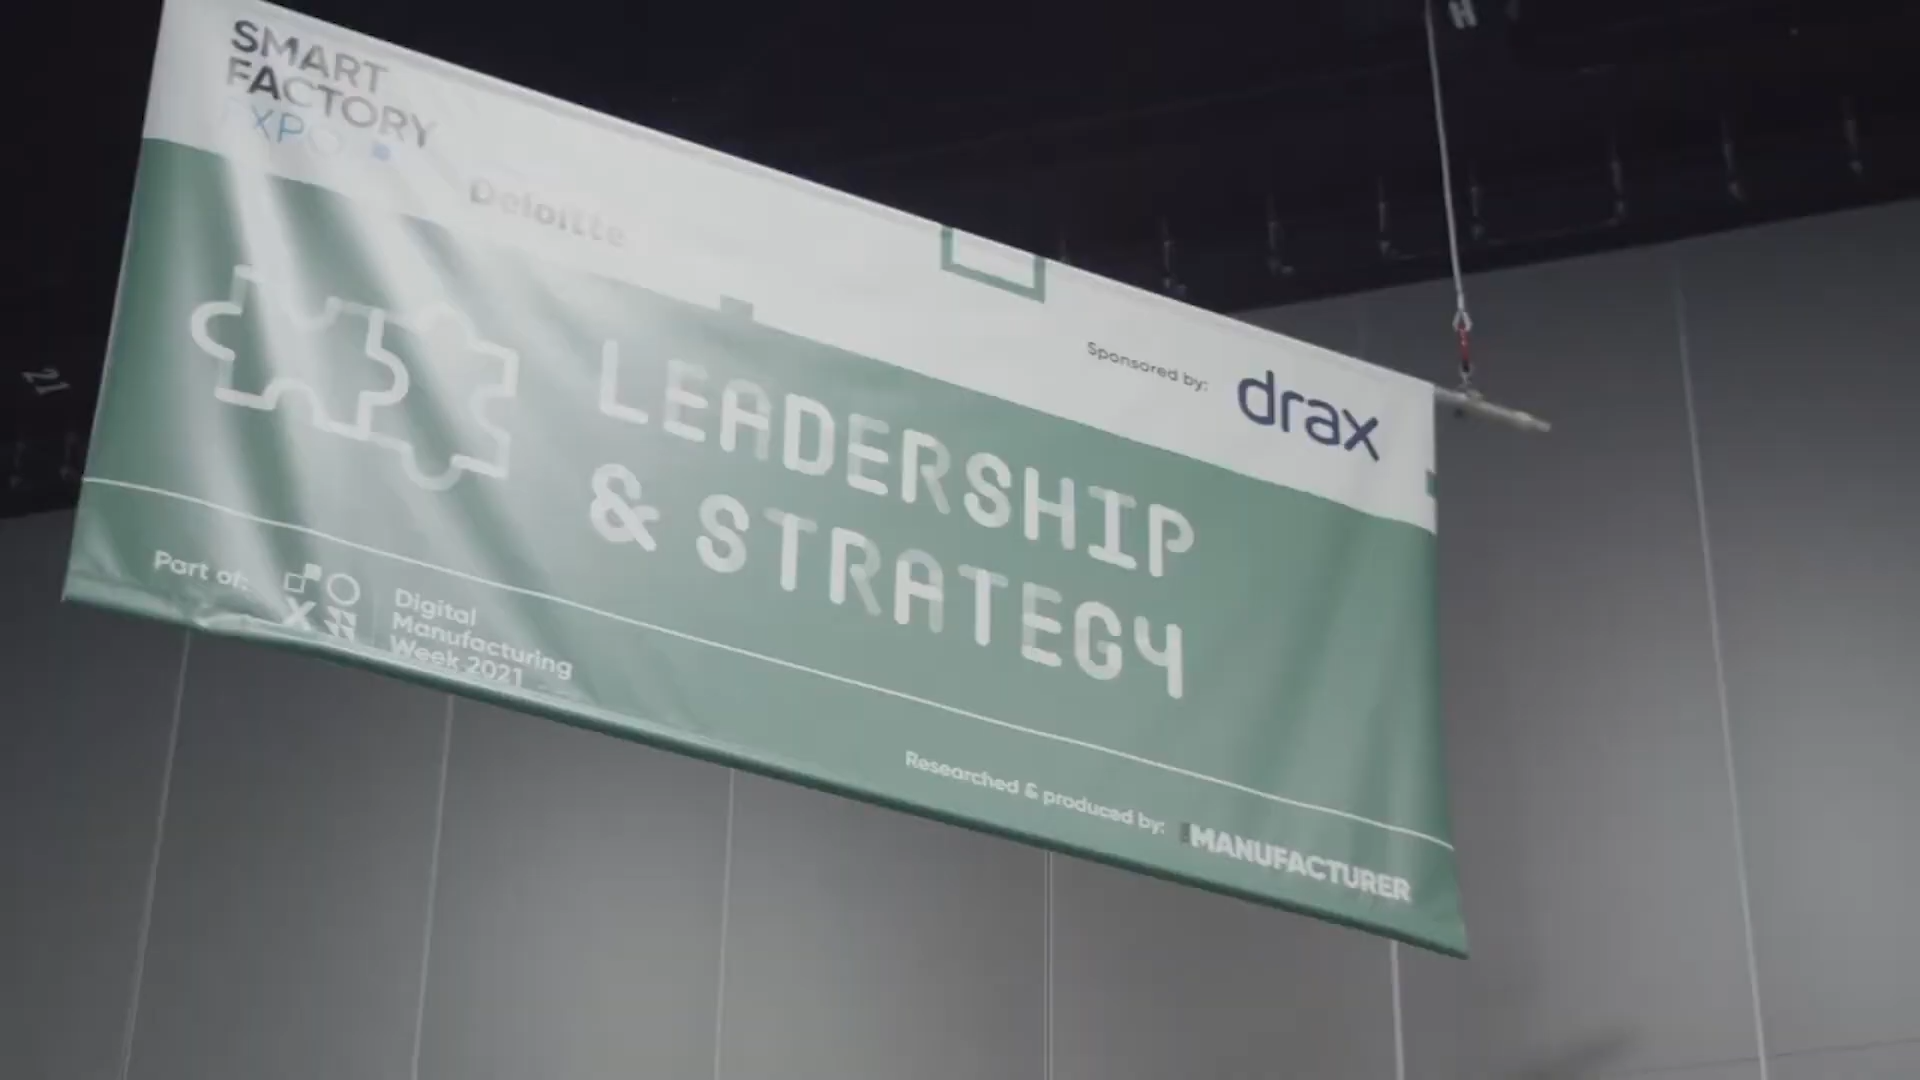 SMART
FACTORY
EXPO
Deloitte
Sponsored by:
drax
LEADERSHIP
& STRATEGY
Part of:
Digital
Manufacturing
Week 2021
Researched & produced by:
MANUFACTURER
21
H